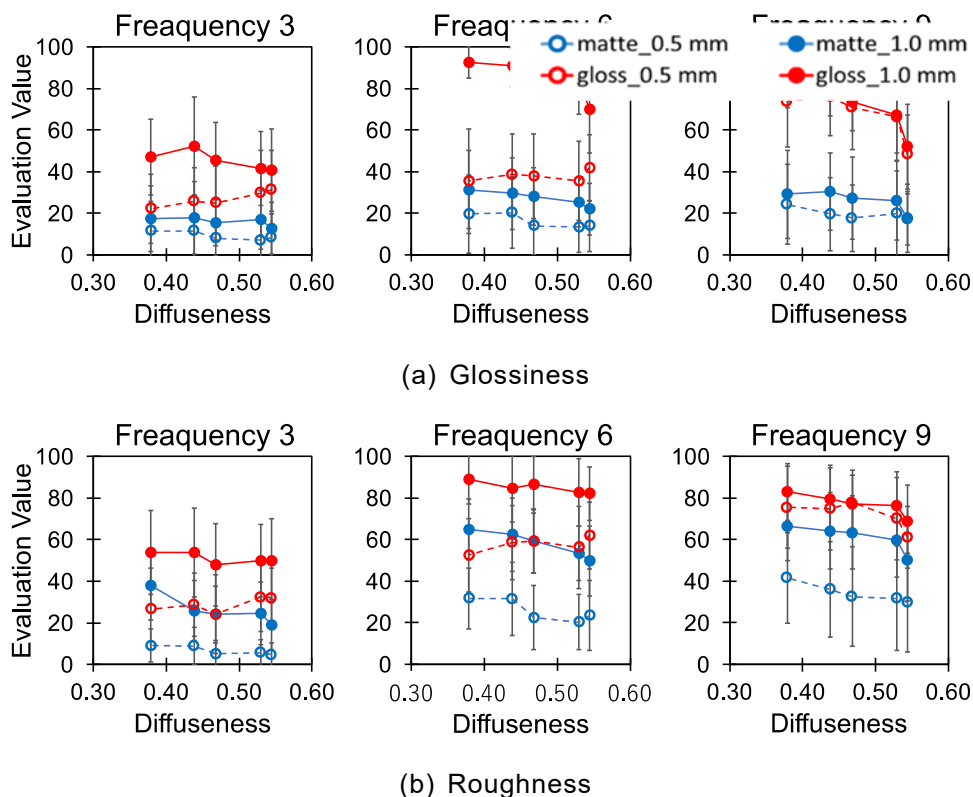 Freaquency 3
Freaquency
Freaquency
matte_0.5 mm
matte_1.0 mm
gloss_0.5 mm
gloss_1.0 mm
Evaluation Value
100
80
60
40
20
0
0.30 0.40 0.50 0.60
Diffuseness
100
80
60
40
20
0
0.30 0.40 0.50 0.60
Diffuseness
60
40
20
0
0.30 0.40 0.50 0.60
Diffuseness
(a) Glossiness
Freaquency 3
Evaluation Value
100
80
60
40
20
0
0.30 0.40 0.50 0.60
Diffuseness
Freaquency 6
100
80
60
40
20
0
0.30 0.40 0.50 0.60
Diffuseness
Freaquency 9
100
80
60
40
20
0
0.30 0.40 0.50 0.60
Diffuseness
(b) Roughness